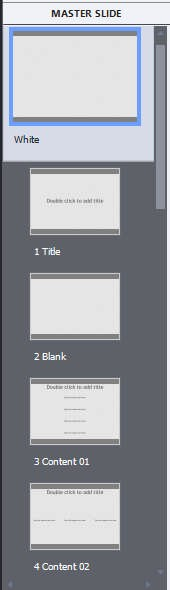 MASTER SLIDE
White
Double click to add title
1 Title
2 Blank
Double click to add title
3 Content 01
Double click to add title
4 Content 02